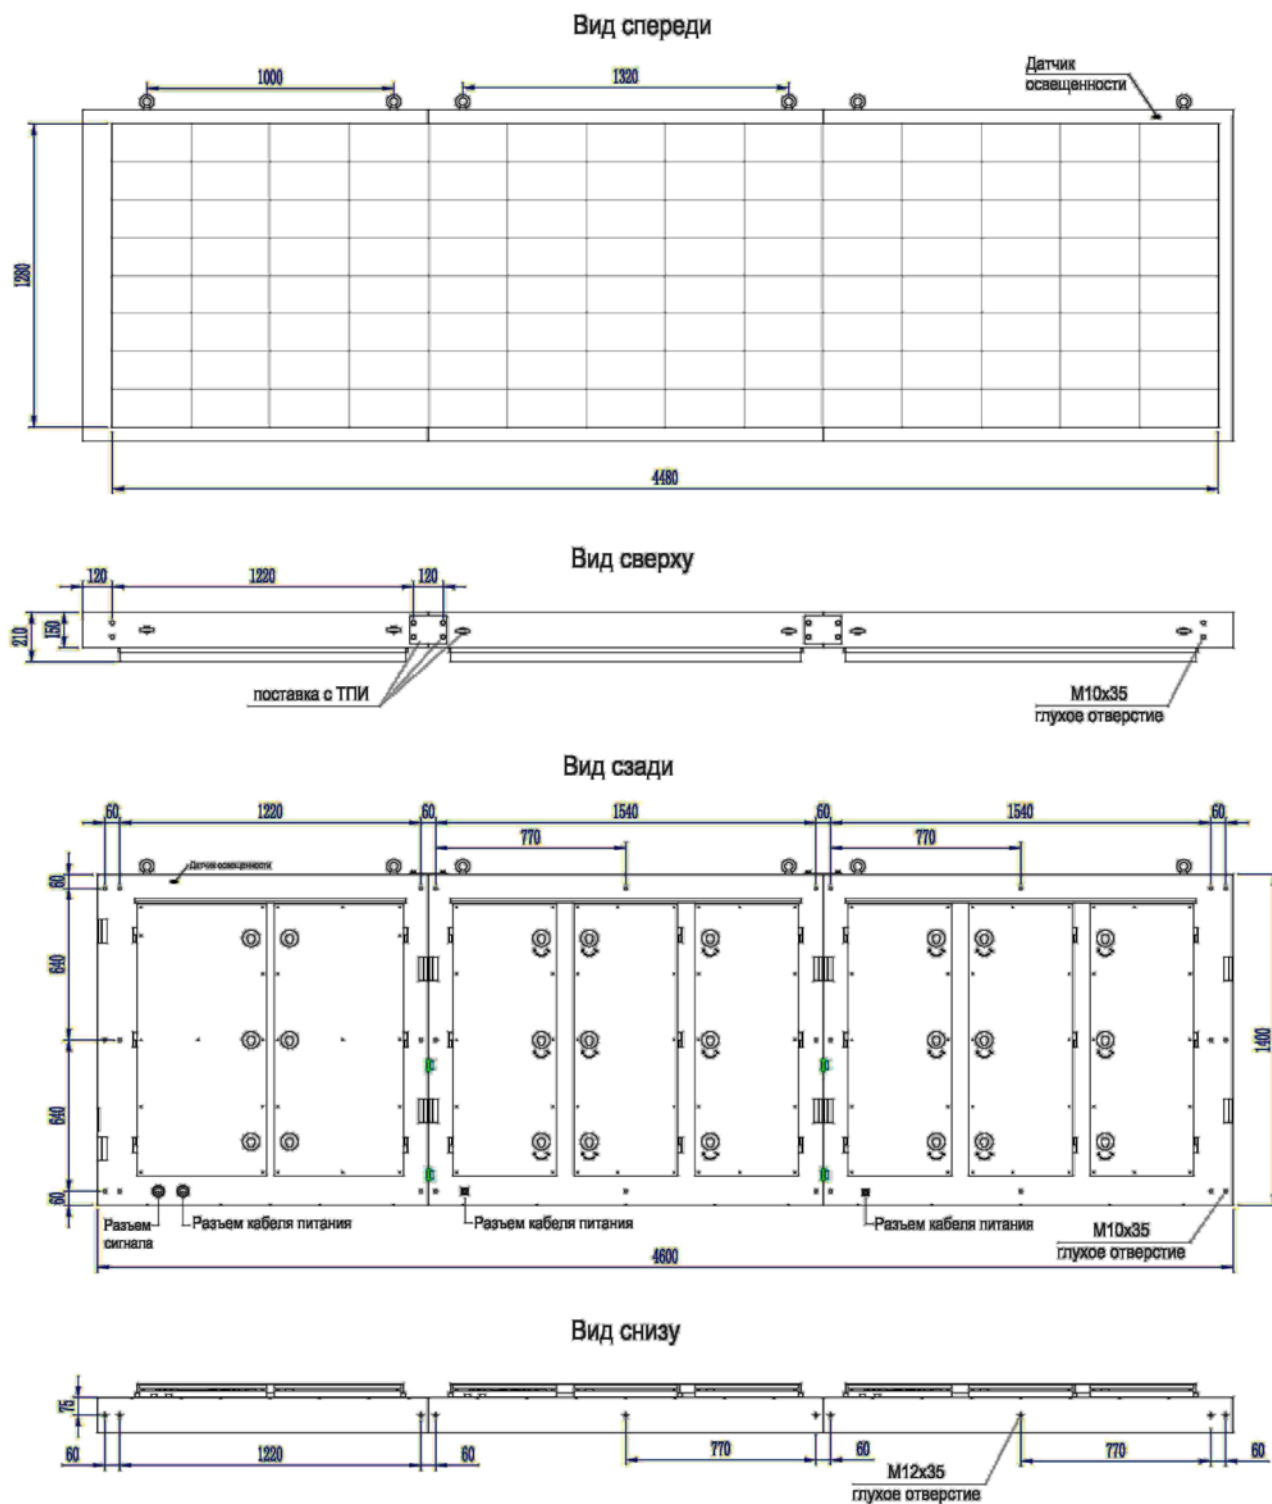 Вид спереди
1000
1320
Датчик
освещенности
1280
4480
Вид сверху
120
1220
120
210
150
поставка с ТПИ
M10x35
глухое отверстие
Вид сзади
60
1220
60
1540
60
1540
60
770
770
60
Датчик освещенности
640
640
60
1400
Разъем
сигнала
Разъем кабеля питания
Разъем кабеля питания
Разъем кабеля питания
M10x35
глухое отверстие
4600
Вид снизу
75
60
1220
60
770
60
770
60
M12x35
глухое отверстие